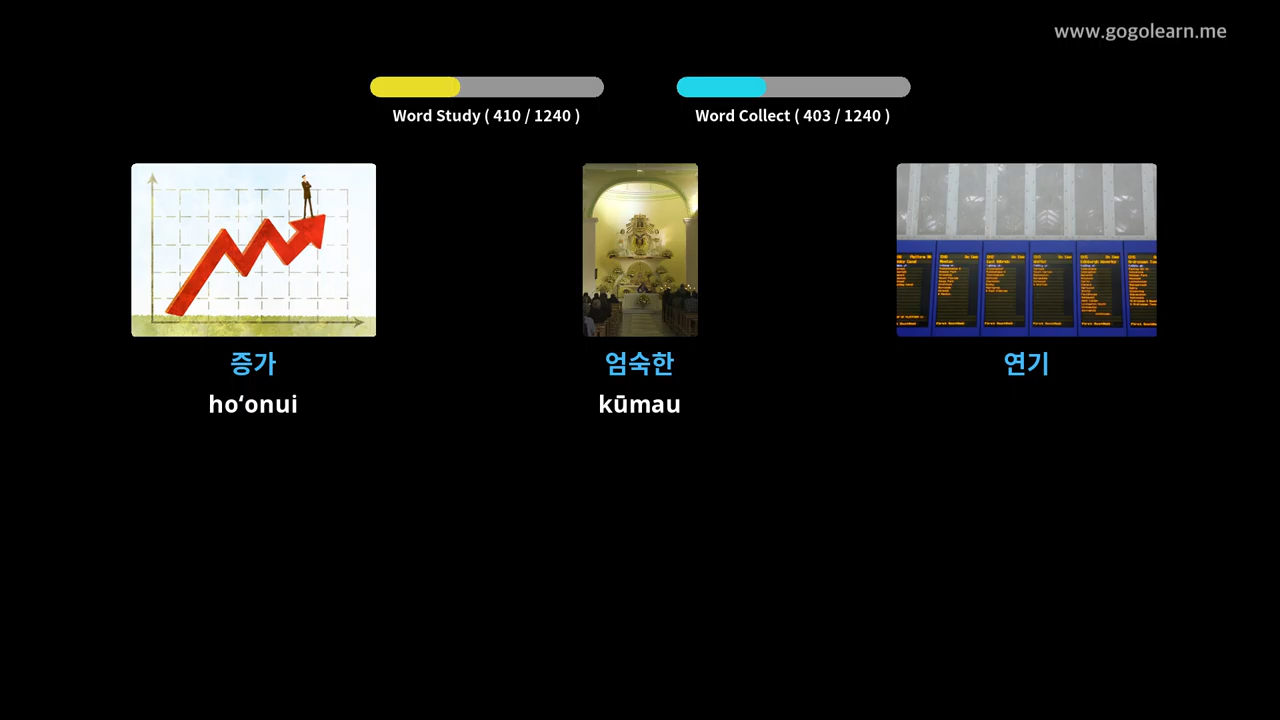 www.gogolearn.me
Word Study ( 410 / 1240 )
Word Collect ( 403 / 1240 )
증가
hoʻonui
엄숙한
kūmau
연기